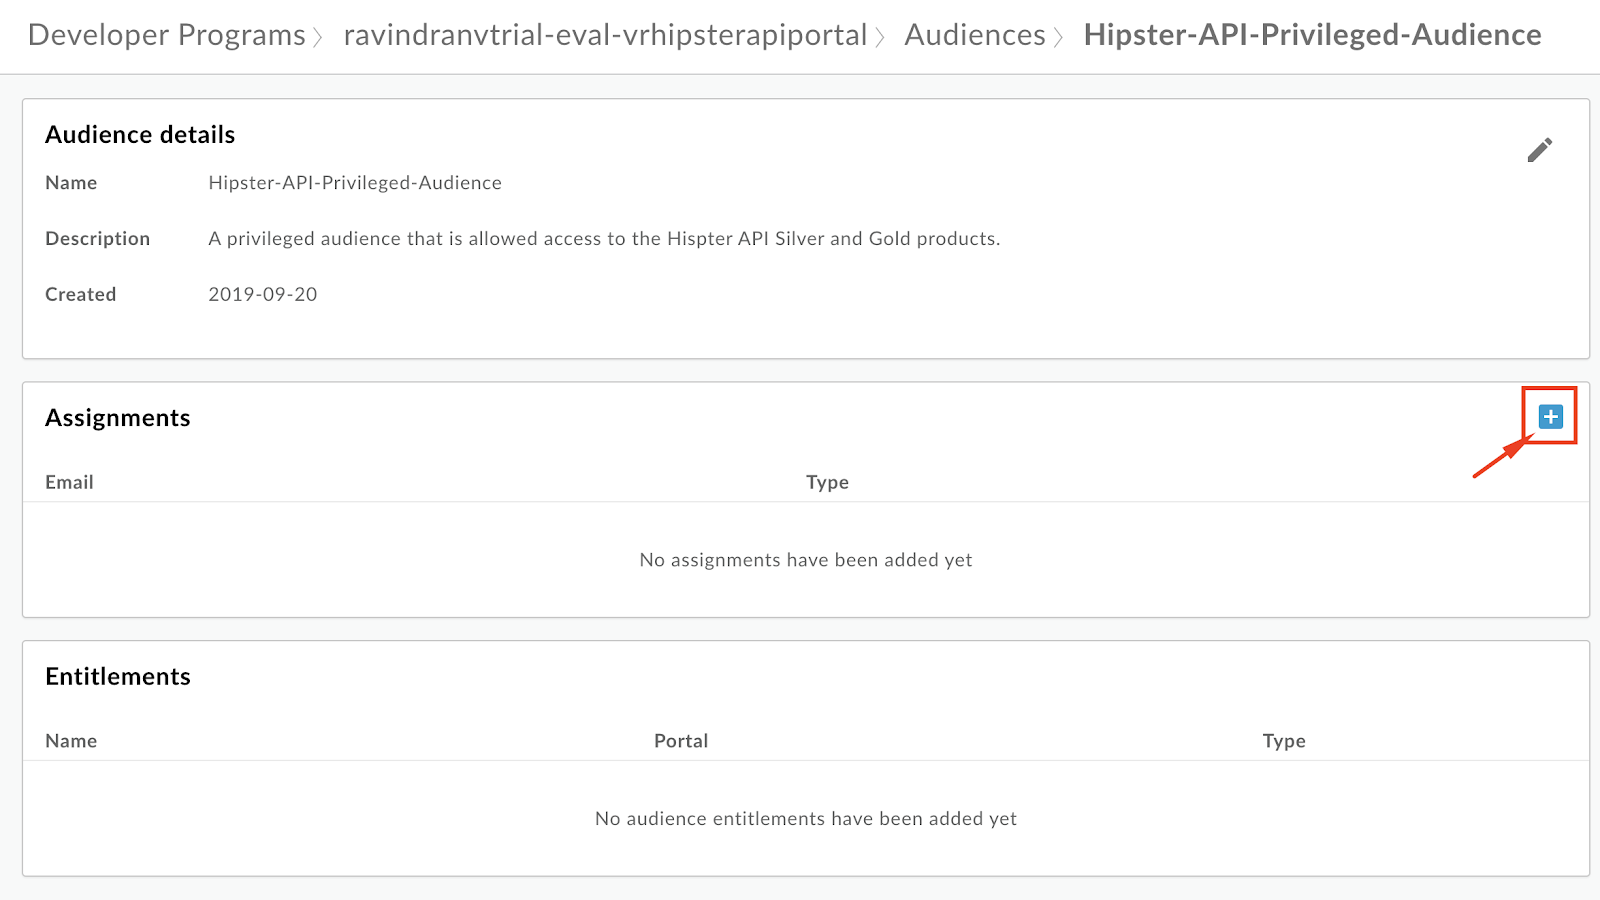 Developer Programs ravindranvtrial-eval-vrhipsterapiportal Audiences Hipster-API-Privileged-Audience
Audience details
Name Hipster-API-Privileged-Audience
Description A privileged audience that is allowed access to the Hispter API Silver and Gold products.
Created 2019-09-20
Assignments
Email Type
No assignments have been added yet
Entitlements
Name Portal Type
No audience entitlements have been added yet